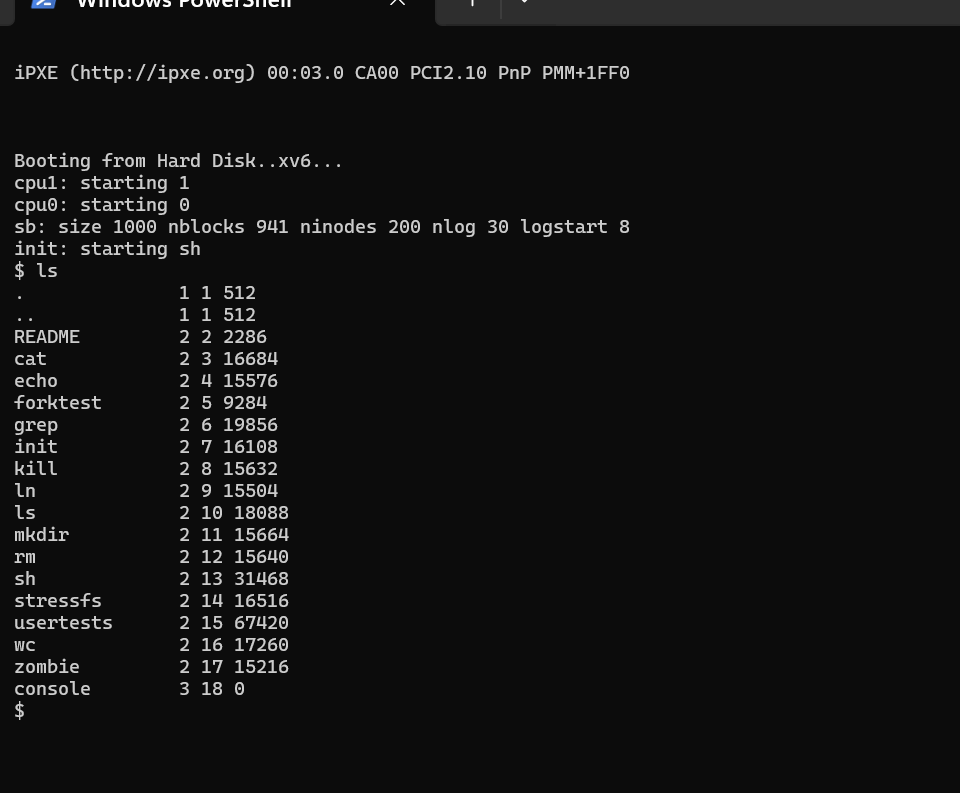 Windows PowerShell
iPXE (http://ipxe.org) 00:03.0 CA00 PCI2.10 PnP PMM+1FF0
Booting from Hard Disk..xv6...
cpu1: starting 1
cpu0: starting 0
sb: size 1000 nblocks 941 ninodes 200 nlog 30 logstart 8
init: starting sh
$ ls
.              1 1 512
..             1 1 512
README         2 2 2286
cat            2 3 16684
echo           2 4 15576
forktest       2 5 9284
grep           2 6 19856
init           2 7 16108
kill           2 8 15632
ln             2 9 15504
ls             2 10 18088
mkdir          2 11 15664
rm             2 12 15640
sh             2 13 31468
stressfs       2 14 16516
usertests      2 15 67420
wc             2 16 17260
zombie         2 17 15216
console        3 18 0
$